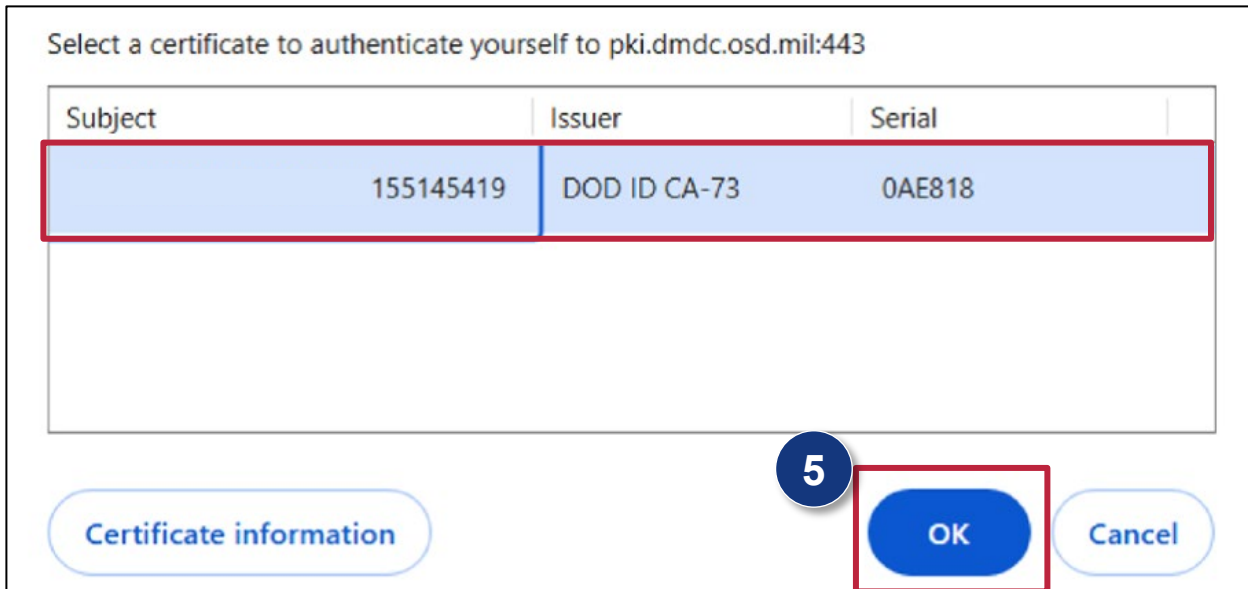 Select a certificate to authenticate yourself to pki.dmdc.osd.mil:443
Subject Issuer Serial
155145419 DOD ID CA-73 0AE818
5
Certificate information OK Cancel